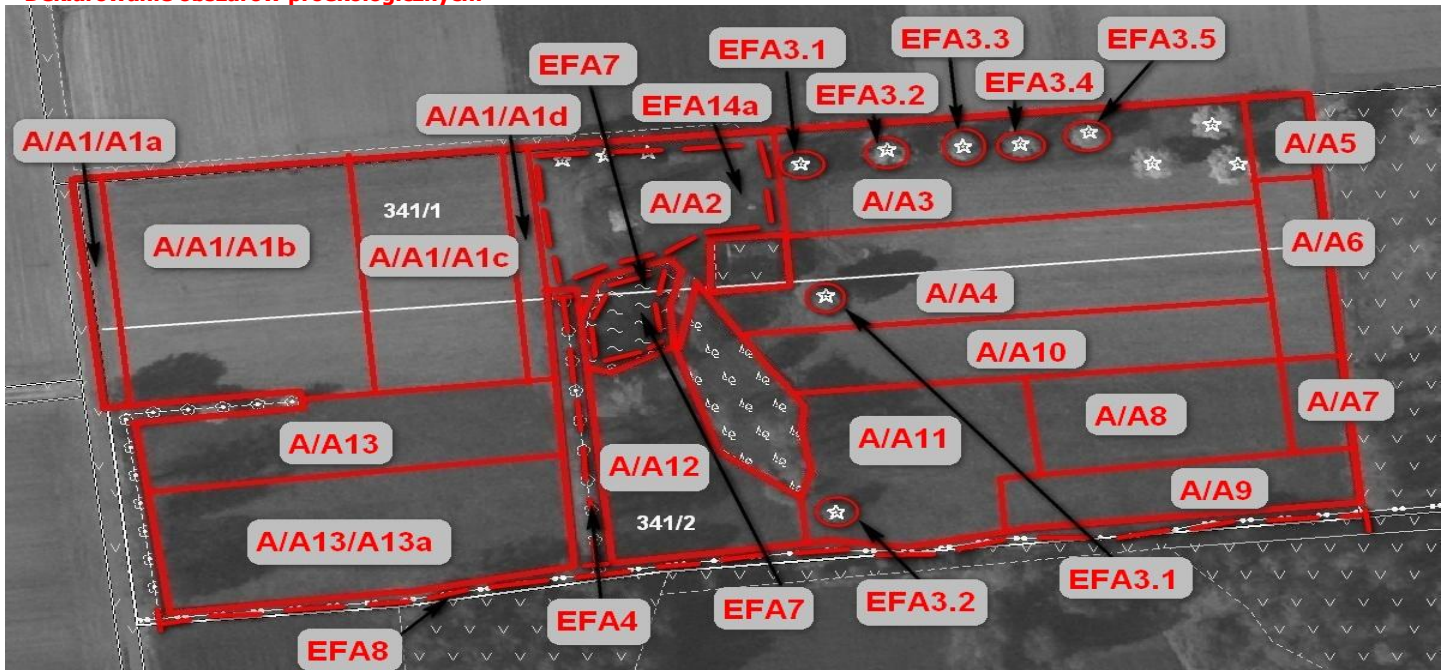 EFA7
EFA3.1
EFA3.3
EFA3.5
A/A1/A1d
EFA14a
EFA3.2
EFA3.4
A/A1/A1a
A/A5
A/A2
A/A3
341/1
A/A1/A1b
A/A1/A1c
A/A6
A/A4
A/A10
A/A7
A/A8
A/A13
A/A11
A/A12
A/A9
341/2
A/A13/A13a
EFA3.1
EFA3.2
EFA7
EFA4
EFA8